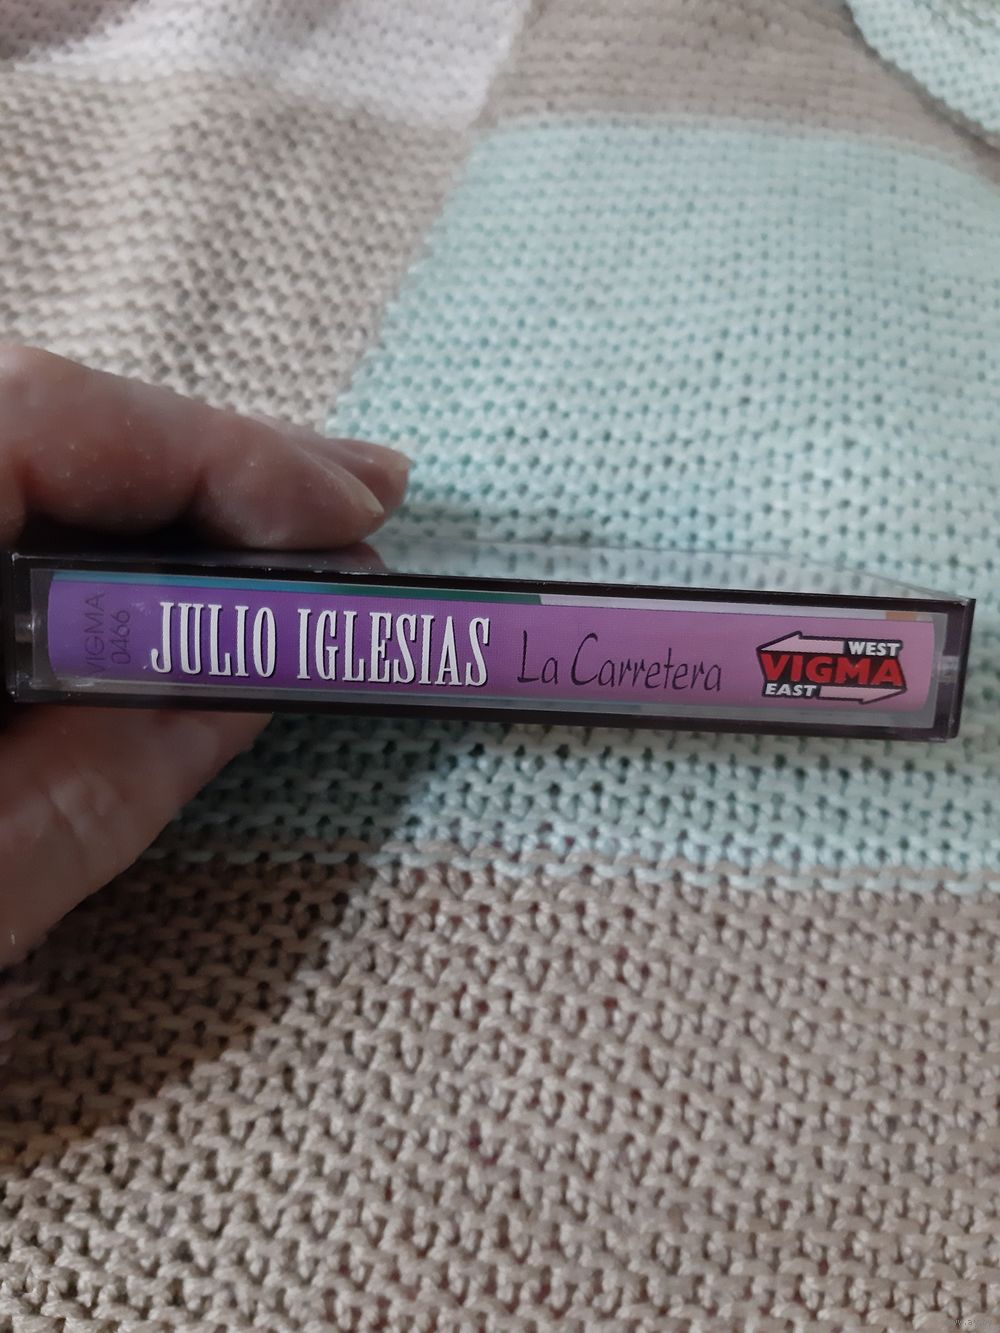 VIGMA
0466
JULIO IGLESIAS La Carretera
WEST
VIGMA
EAST